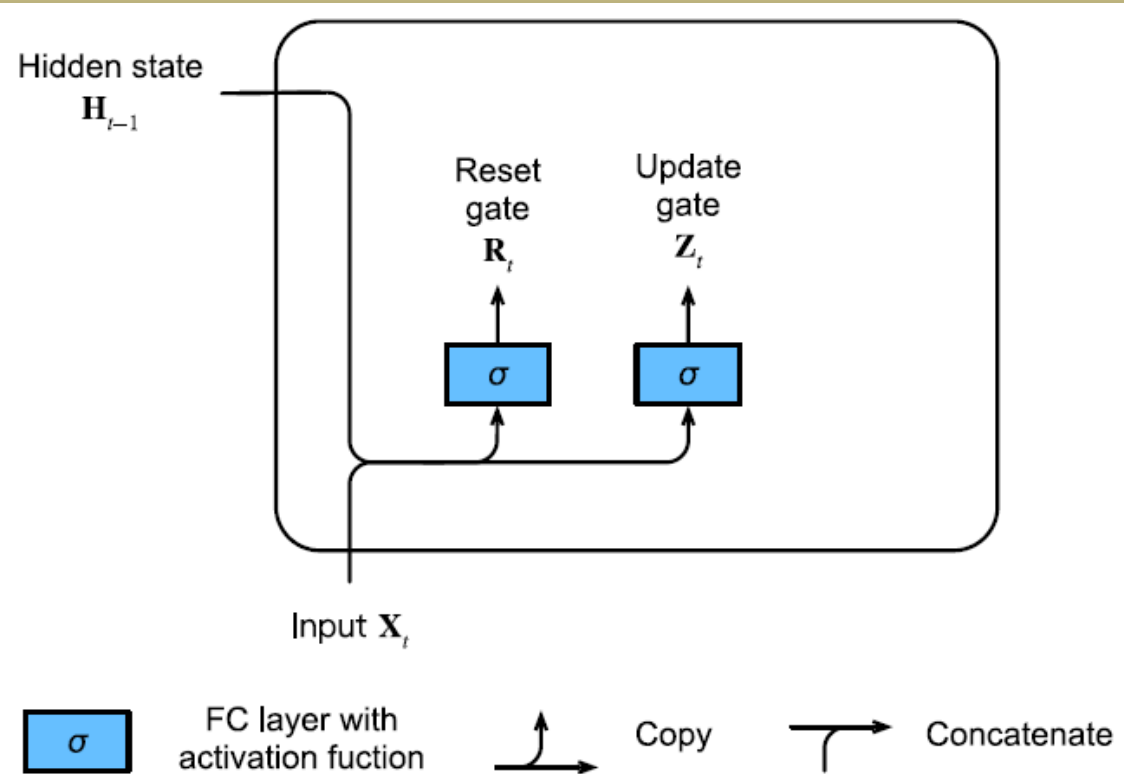 Hidden state
H_{t-1}
Reset
gate
R_t
Update
gate
Z_t
σ
σ
Input X_t
σ
FC layer with
activation fuction
Copy
Concatenate